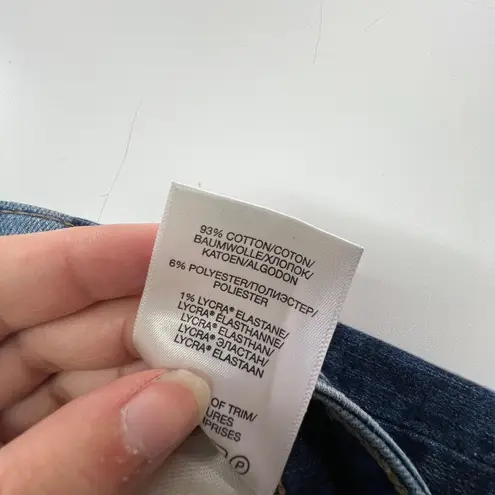 93% COTTON/COTON/
BAUMWOLLE/ХЛОПОК/
KATOEN/ALGODON
6% POLYESTER/ПОЛИЭСТЕР/
POLIESTER
1% LYCRA® ELASTANE/
LYCRA® ELASTHANNE/
LYCRA® ELASTHAN/
LYCRA® ЭЛАСТАН/
LYCRA® ELASTAAN
OF TRIM/
URES
MPRISES
P